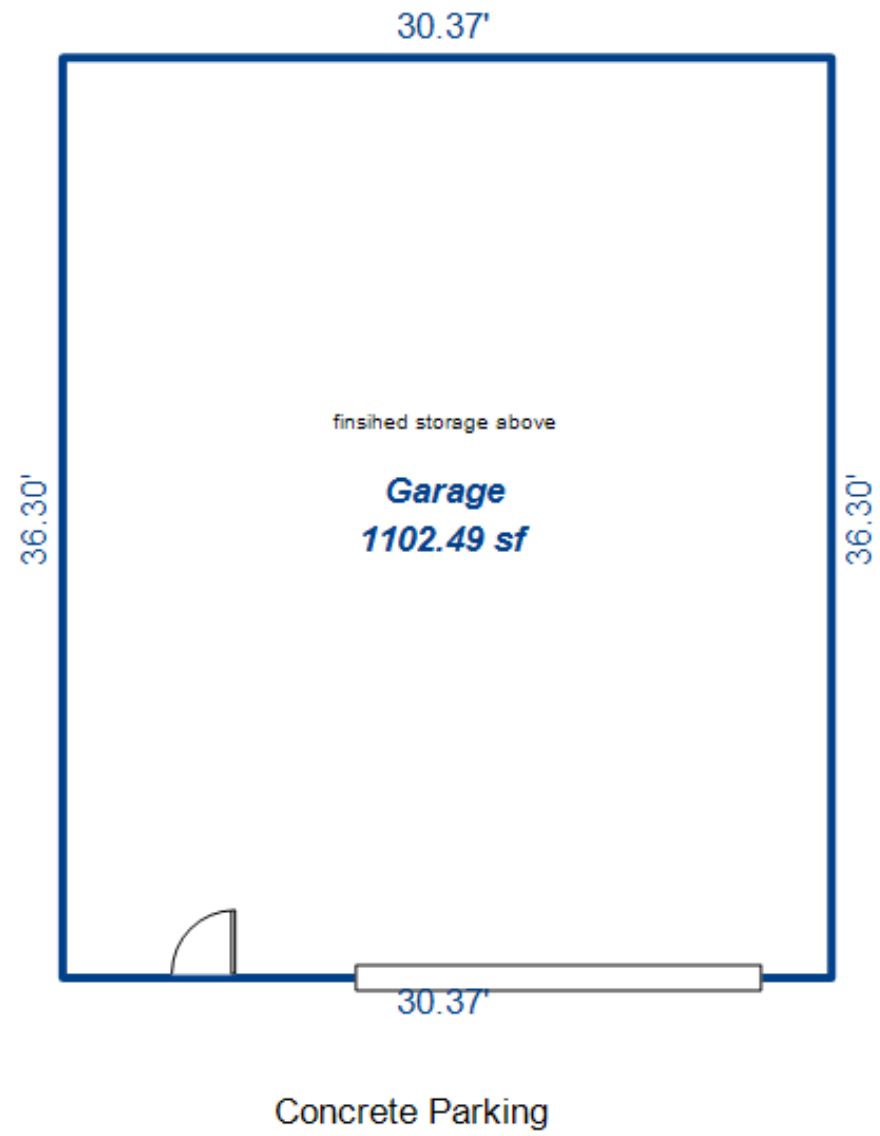 30.37'
finsihed storage above
36.30'
Garage
36.30'
1102.49 sf
30.37'
Concrete Parking